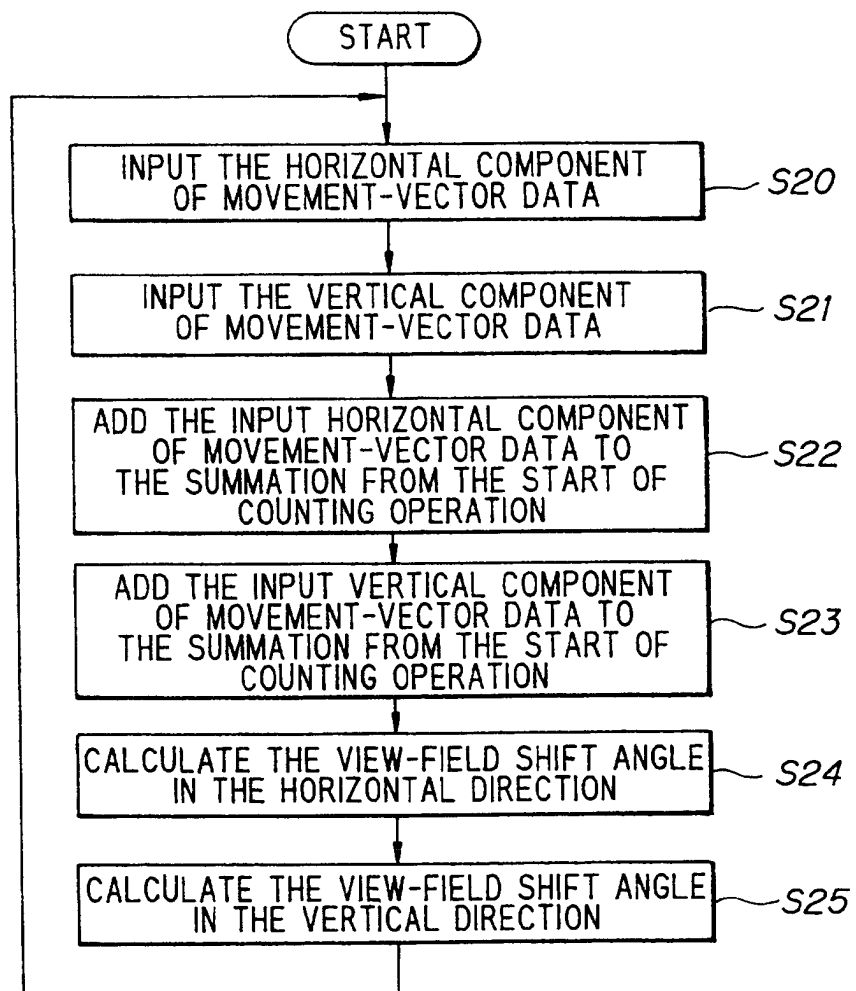 START
INPUT THE HORIZONTAL COMPONENT
OF MOVEMENT-VECTOR DATA
S20
INPUT THE VERTICAL COMPONENT
OF MOVEMENT-VECTOR DATA
S21
ADD THE INPUT HORIZONTAL COMPONENT
OF MOVEMENT-VECTOR DATA TO
THE SUMMATION FROM THE START OF
COUNTING OPERATION
S22
ADD THE INPUT VERTICAL COMPONENT
OF MOVEMENT-VECTOR DATA TO
THE SUMMATION FROM THE START OF
COUNTING OPERATION
S23
CALCULATE THE VIEW-FIELD SHIFT ANGLE
IN THE HORIZONTAL DIRECTION
S24
CALCULATE THE VIEW-FIELD SHIFT ANGLE
IN THE VERTICAL DIRECTION
S25